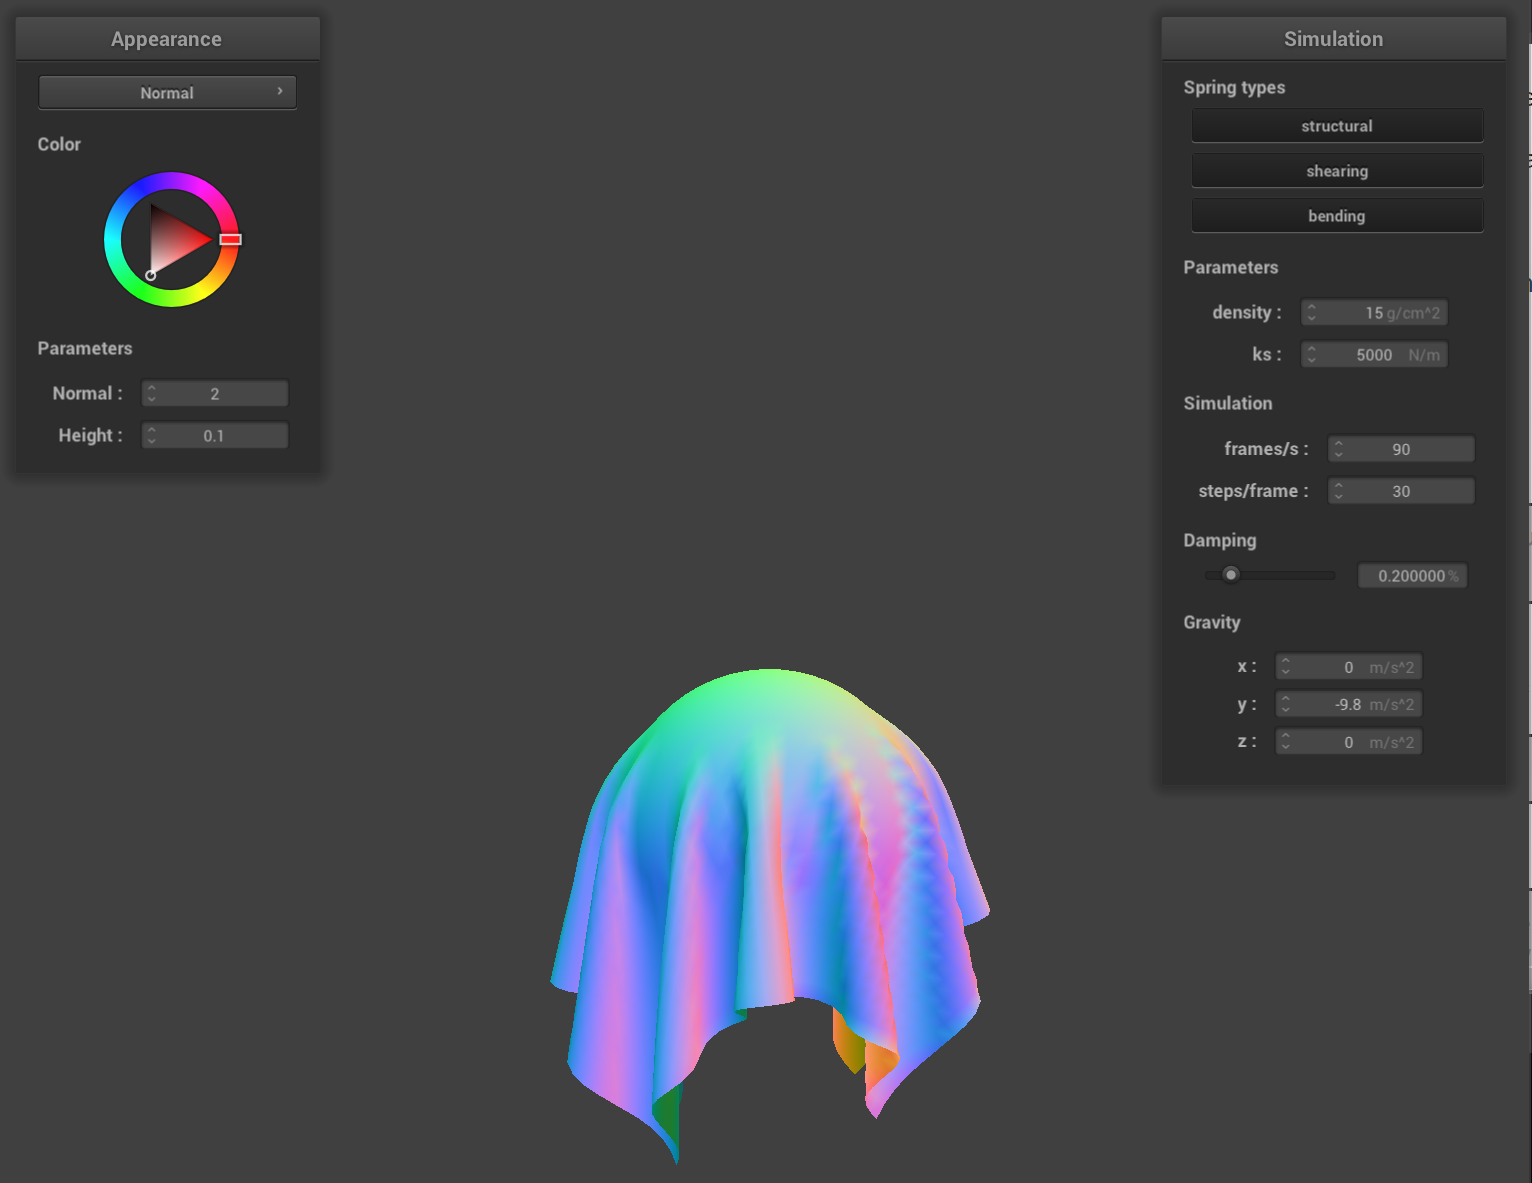 Appearance
Normal
Color
Parameters
Normal : 2
Height : 0.1
Simulation
Spring types
structural
shearing
bending
Parameters
density : 15 g/cm^2
ks : 5000 N/m
Simulation
frames/s : 90
steps/frame : 30
Damping
0.200000 %
Gravity
x : 0 m/s^2
y : -9.8 m/s^2
z : 0 m/s^2